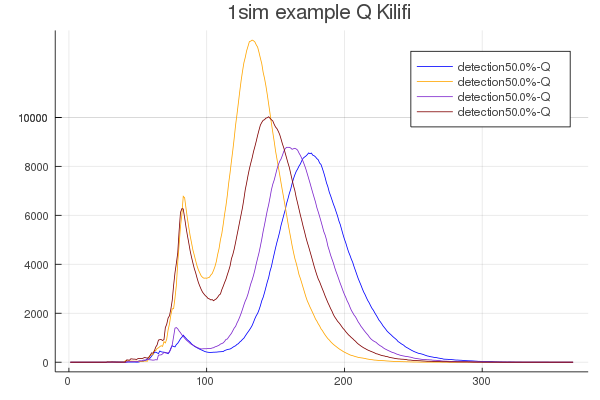 1sim example Q Kilifi
detection50.0%-Q
detection50.0%-Q
detection50.0%-Q
detection50.0%-Q
10000
8000
6000
4000
2000
0
0 100 200 300